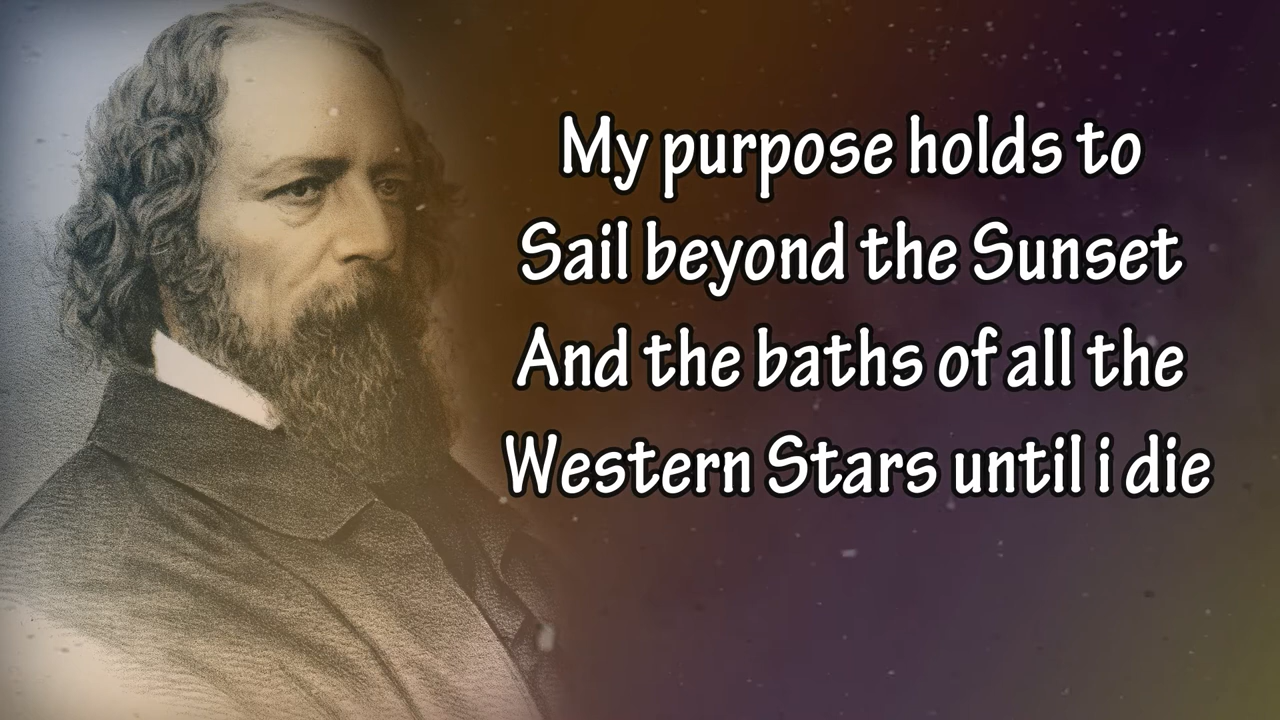 My purpose holds to
Sail beyond the Sunset
And the baths of all the
Western Stars until i die